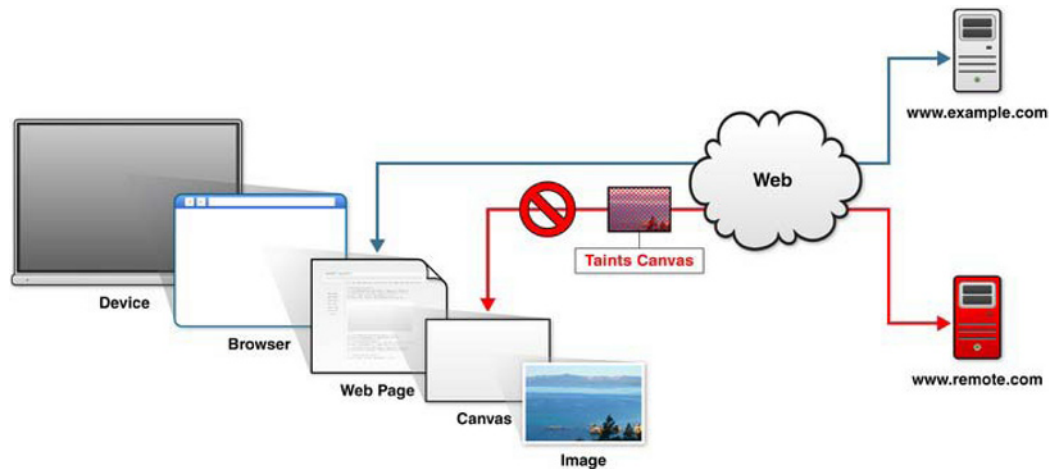 www.example.com
Web
Taints Canvas
Device
Browser
Web Page
Canvas
Image
www.remote.com